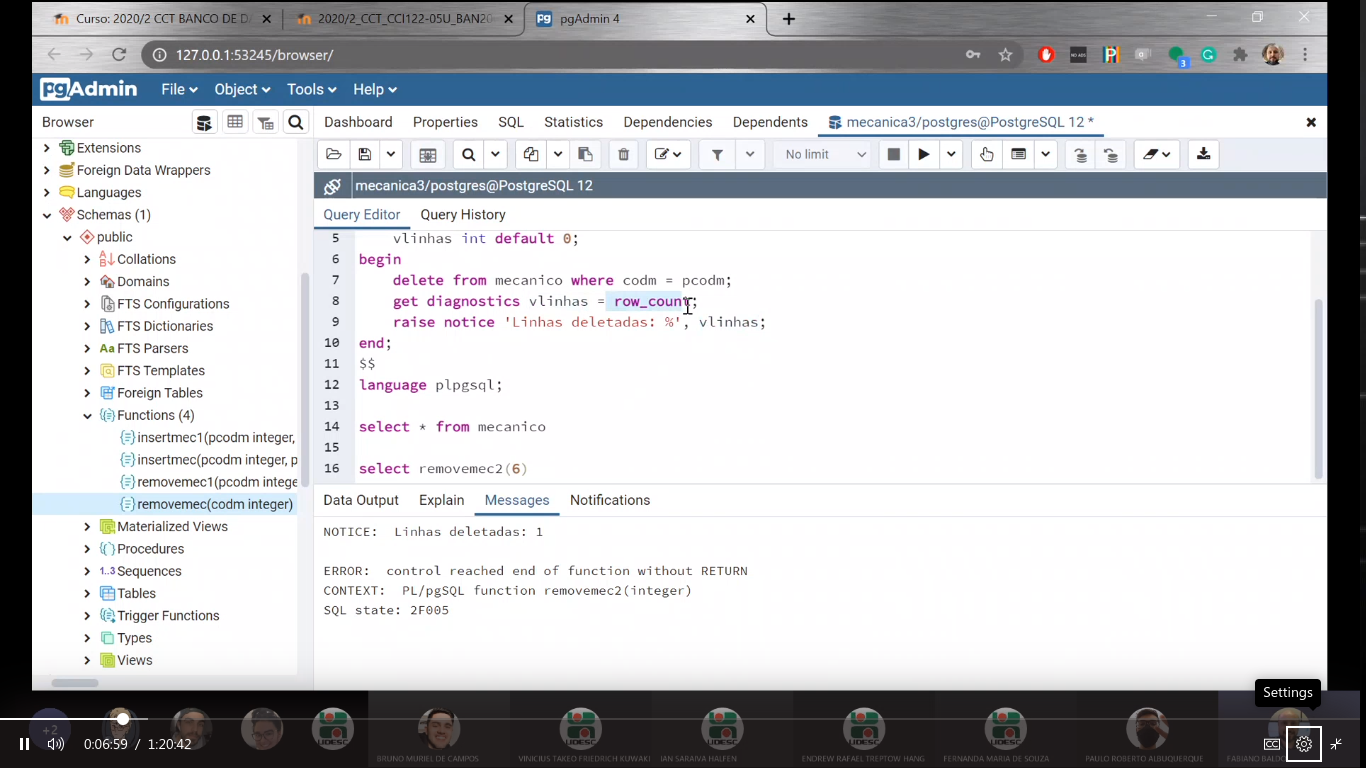 Curso: 2020/2 CCT BANCO DE DA
2020/2_CCT_CCI122-05U_BAN20
pgAdmin 4
127.0.0.1:53245/browser/
3
pgAdmin File Object Tools Help
Browser
Dashboard Properties SQL Statistics Dependencies Dependents mecanica3/postgres@PostgreSQL 12 *
No limit
mecanica3/postgres@PostgreSQL 12
Query Editor Query History
Extensions
Foreign Data Wrappers
Languages
Schemas (1)
public
Collations
Domains
FTS Configurations
FTS Dictionaries
Aa FTS Parsers
FTS Templates
Foreign Tables
Functions (4)
insertmec1(pcodm integer,
insertmec(pcodm integer, p
removemec1(pcodm intege
removemec(codm integer)
Materialized Views
Procedures
1..3 Sequences
Tables
Trigger Functions
Types
Views
5 vlinhas int default 0;
6 begin
7 delete from mecanico where codm = pcodm;
8 get diagnostics vlinhas = row_count;
9 raise notice 'Linhas deletadas: %', vlinhas;
10 end;
11 $$
12 language plpgsql;
13
14 select * from mecanico
15
16 select removemec2(6)
Data Output Explain Messages Notifications
NOTICE: Linhas deletadas: 1
ERROR: control reached end of function without RETURN
CONTEXT: PL/pgSQL function removemec2(integer)
SQL state: 2F005
Settings
+2
0:06:59 / 1:20:42
BRUNO MURIEL DE CAMPOS
VINICIUS TAKEO FRIEDRICH KUWAKI
IAN SARAIVA HALFEN
ENDREW RAFAEL TREPTOW HANG
FERNANDA MARIA DE SOUZA
PAULO ROBERTO ALBUQUERQUE
FABIANO BALDO
CC